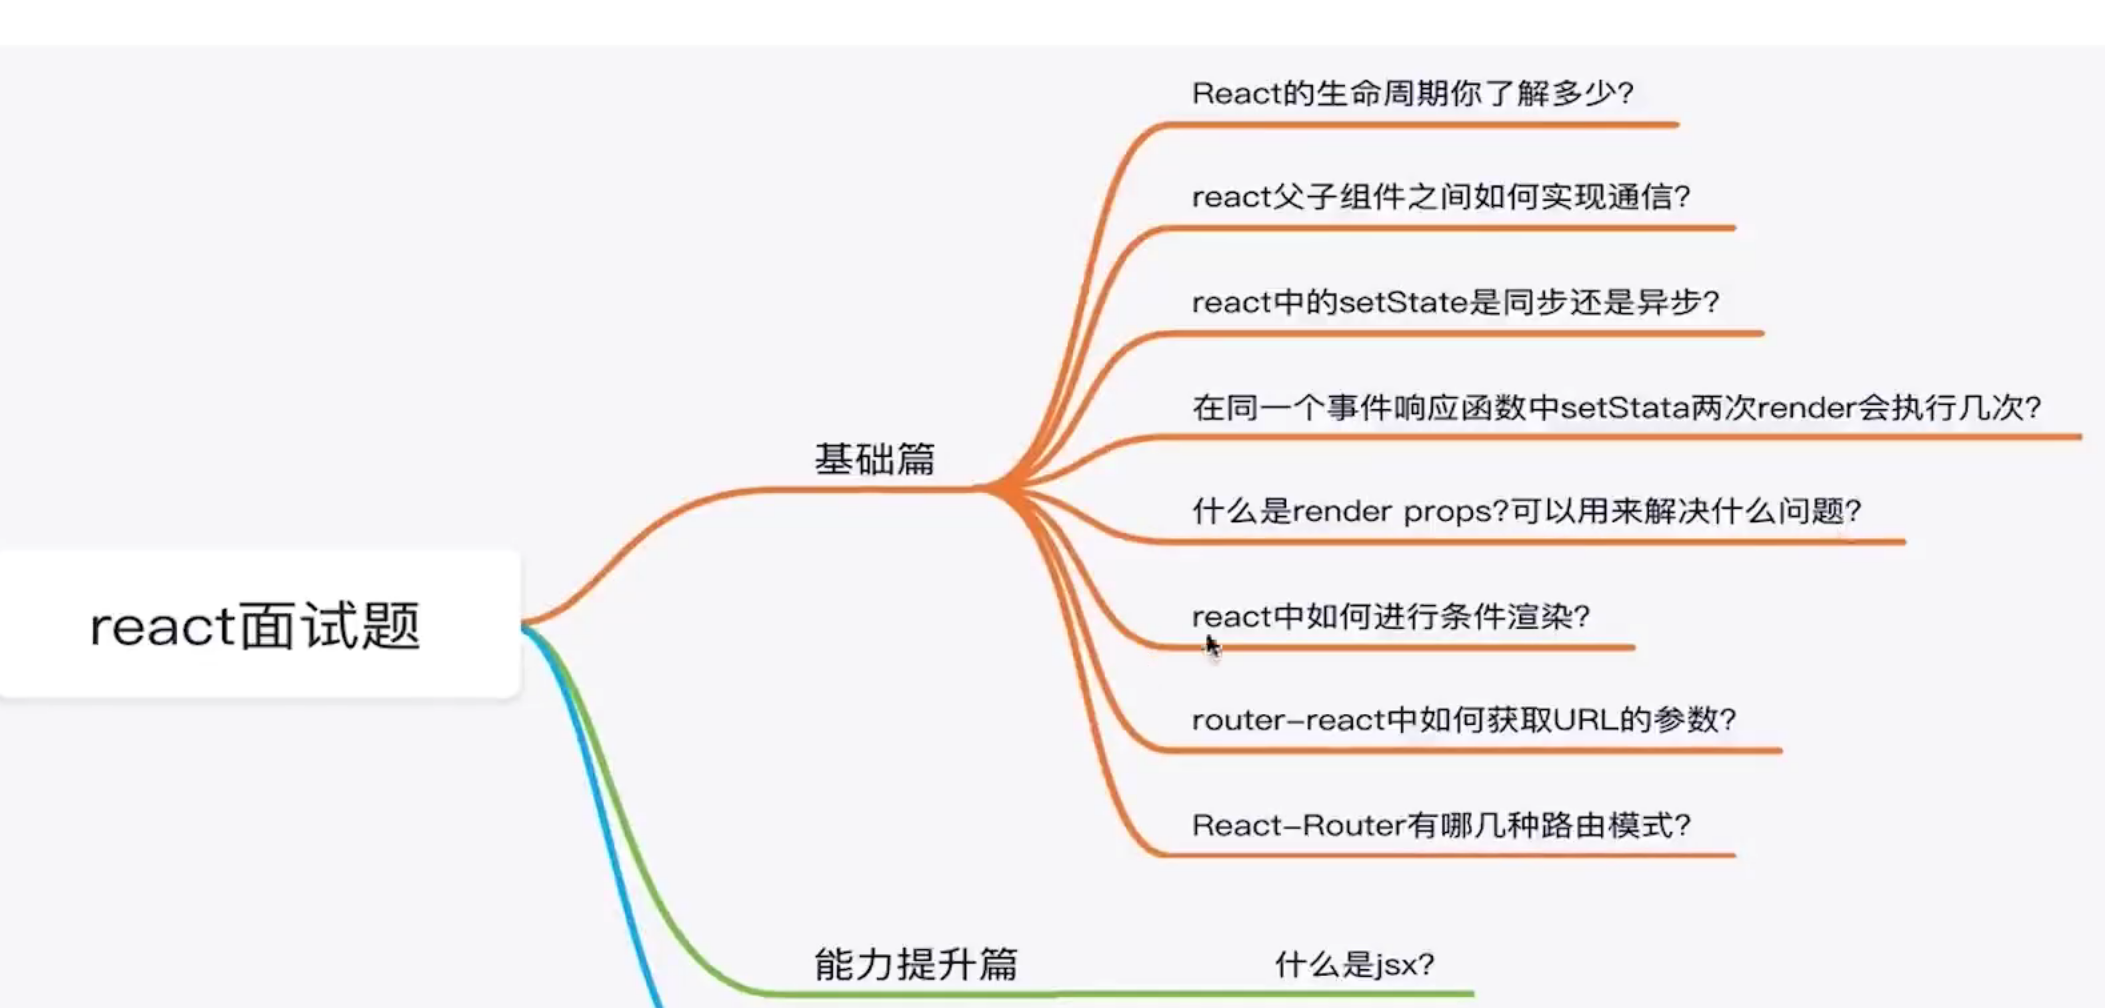 react面试题
基础篇
React的生命周期你了解多少?
react父子组件之间如何实现通信?
react中的setState是同步还是异步?
在同一个事件响应函数中setStata两次render会执行几次?
什么是render props?可以用来解决什么问题?
react中如何进行条件渲染?
router-react中如何获取URL的参数?
React-Router有哪几种路由模式?
能力提升篇
什么是jsx?